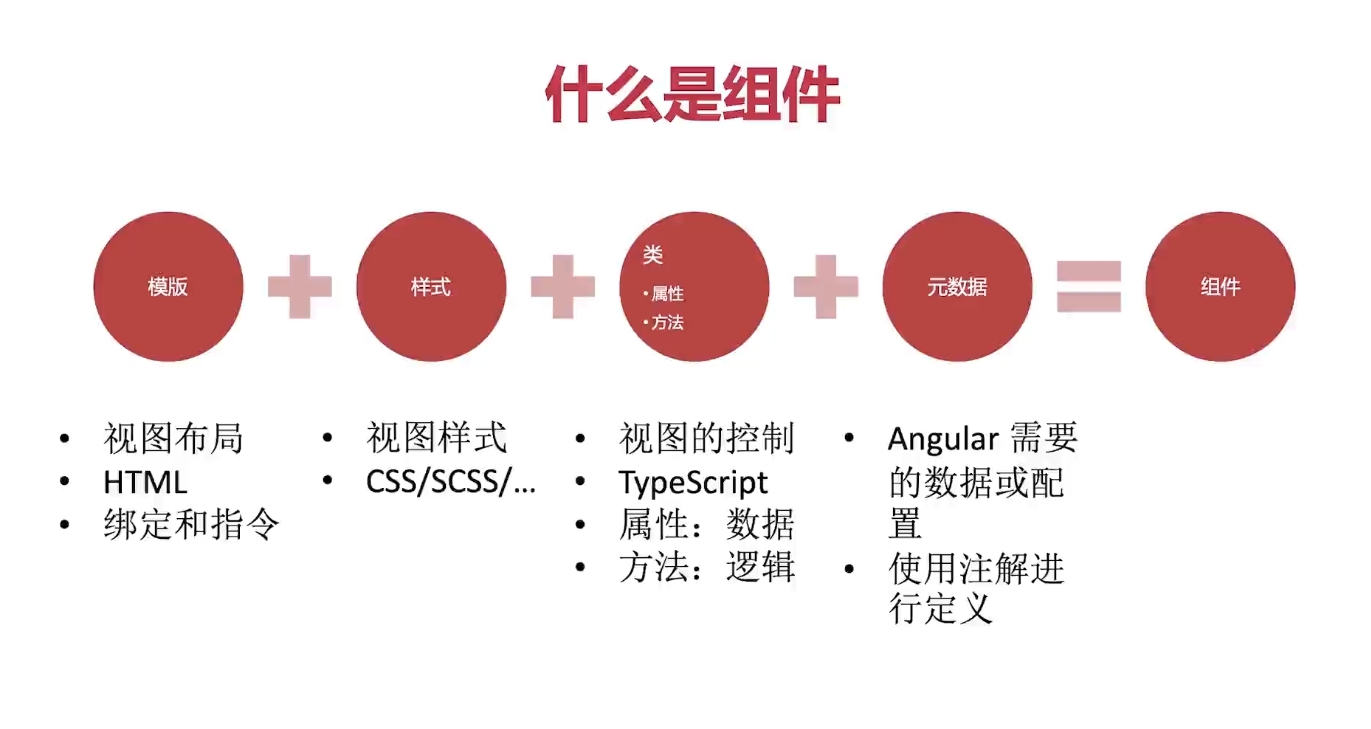 什么是组件
模版
样式
类
• 属性
• 方法
元数据
组件
• 视图布局
• HTML
• 绑定和指令
• 视图样式
• CSS/SCSS/…
• 视图的控制
• TypeScript
• 属性：数据
• 方法：逻辑
• Angular 需要
的数据或配
置
• 使用注解进
行定义